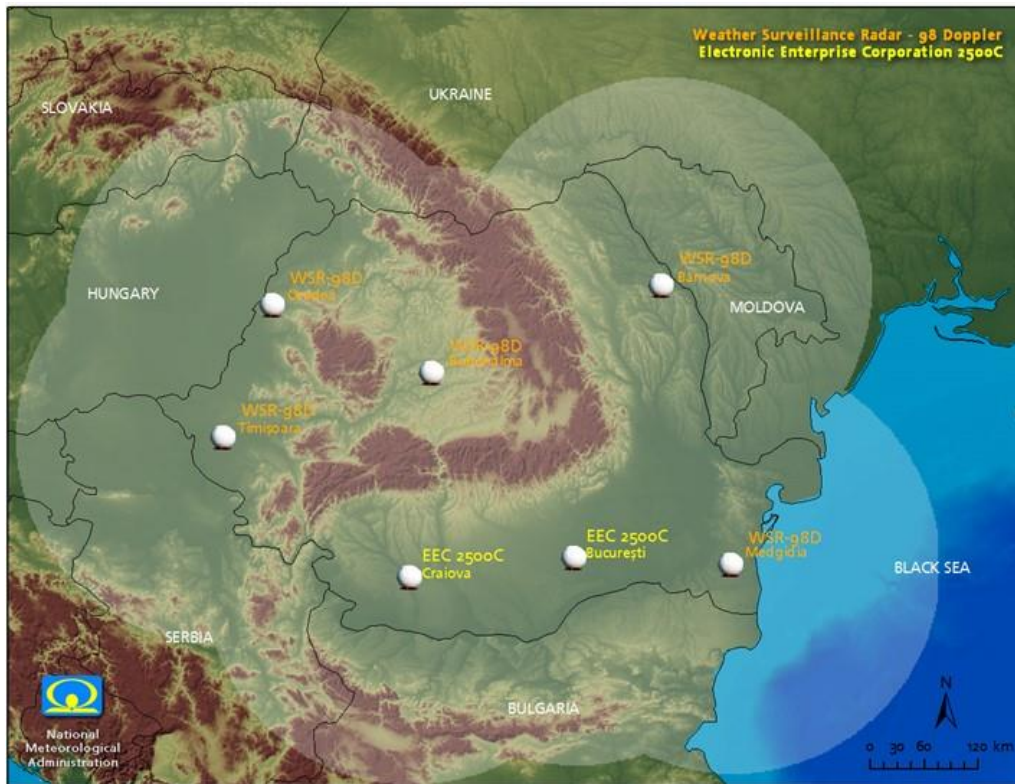 Weather Surveillance Radar - 98 Doppler
Electronic Enterprise Corporation 2500C
UKRAINE
SLOVAKIA
WSR-98D
Oradea
WSR-98D
Bârnova
HUNGARY
MOLDOVA
WSR-98D
Bobohalma
WSR-98D
Timișoara
EEC 2500C
București
WSR-98D
Medgidia
EEC 2500C
Craiova
BLACK SEA
SERBIA
BULGARIA
N
National
Meteorological
Administration
0 30 60 120 km